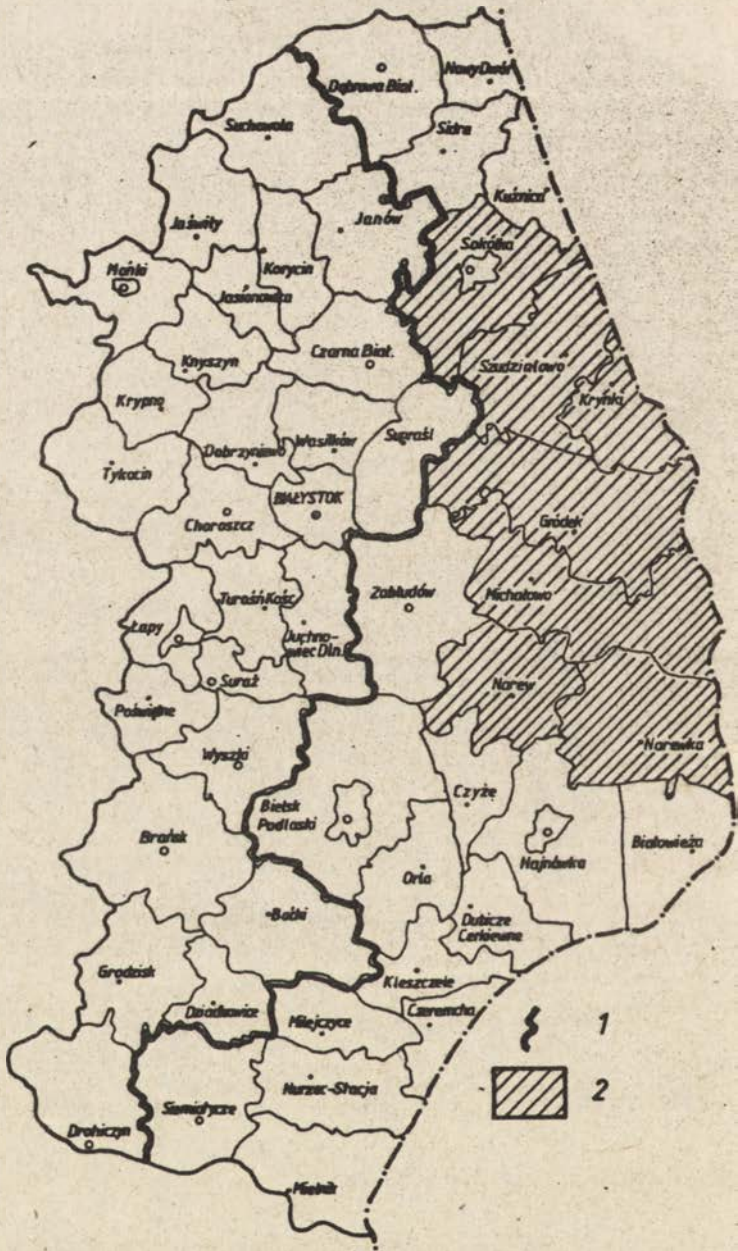 Dąbrowa Biał.
Nowy Dwór
Suchowola
Sidra
Kuźnica
Janów
Jaświły
Sokółka
Korycin
Mońki
Jasionówka
Czarna Biał.
Knyszyn
Szudziałowo
Krynki
Krypno
Supraśl
Wasilków
Dobrzyniewo
Tykocin
BIAŁYSTOK
Choroszcz
Gródek
Michałowo
Zabłudów
Turośń Kośc.
Łapy
Juchno-
wiec Dln.
Suraż
Narew
Poświętne
Narewka
Wyszki
Czyże
Bielsk
Podlaski
Brańsk
Hajnówka
Białowieża
Orla
Boćki
Dubicze
Cerkiewne
Grodzisk
Kleszczele
Dziadkowice
Milejczyce
Czeremcha
1
Nurzec-Stacja
2
Siemiatycze
Drohiczyn
Mielnik